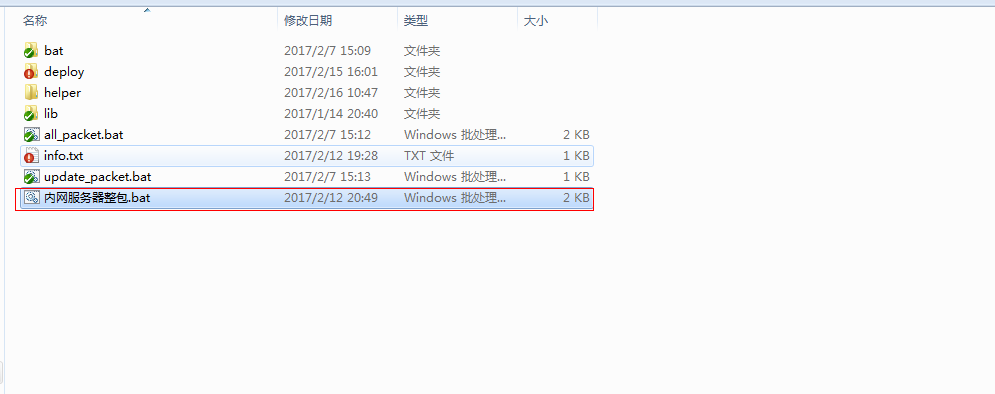 名称 修改日期 类型 大小
bat 2017/2/7 15:09 文件夹
deploy 2017/2/15 16:01 文件夹
helper 2017/2/16 10:47 文件夹
lib 2017/1/14 20:40 文件夹
all_packet.bat 2017/2/7 15:12 Windows 批处理... 2 KB
info.txt 2017/2/12 19:28 TXT 文件 1 KB
update_packet.bat 2017/2/7 15:13 Windows 批处理... 1 KB
内网服务器整包.bat 2017/2/12 20:49 Windows 批处理... 2 KB